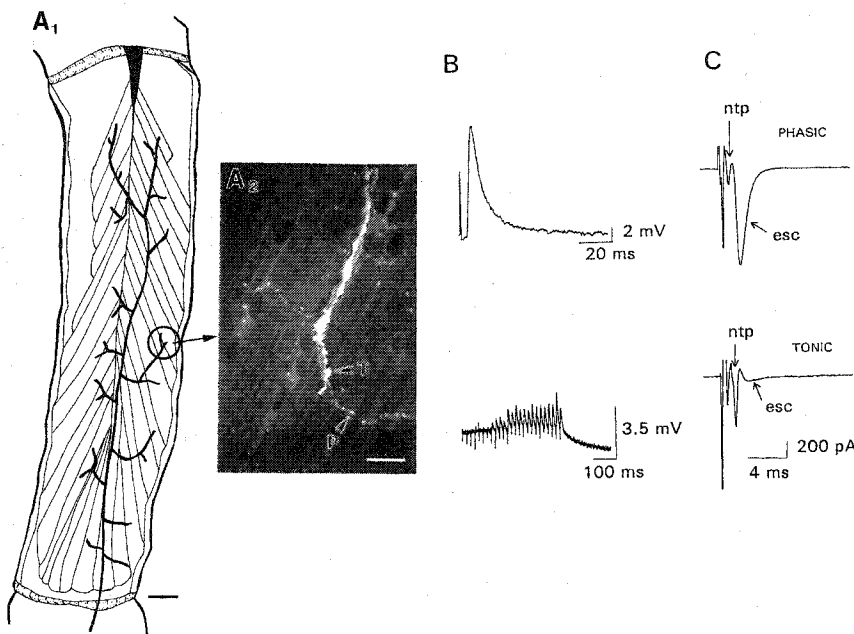 A1
A2
T
P
B
2 mV
20 ms
3.5 mV
100 ms
C
ntp
PHASIC
esc
ntp
TONIC
esc
200 pA
4 ms